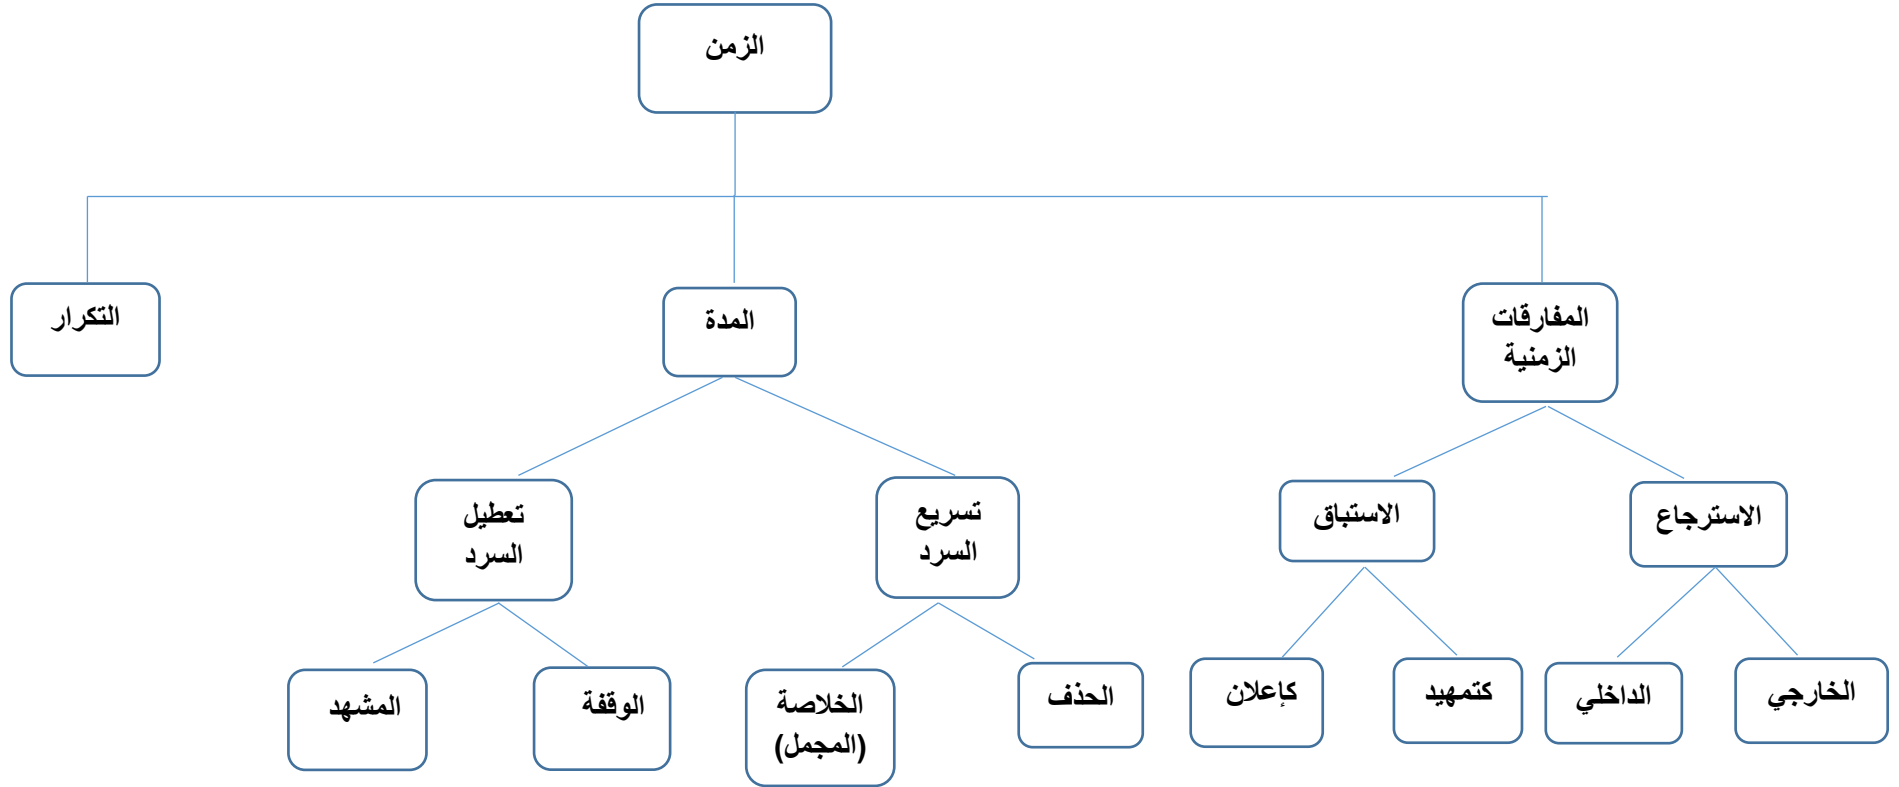 الزمن
المفارقات
الزمنية
المدة
التكرار
الاسترجاع
الاستباق
تسريع
السرد
تعطيل
السرد
الخارجي
الداخلي
كتمهيد
كإعلان
الحذف
الخلاصة
(المجمل)
الوقفة
المشهد